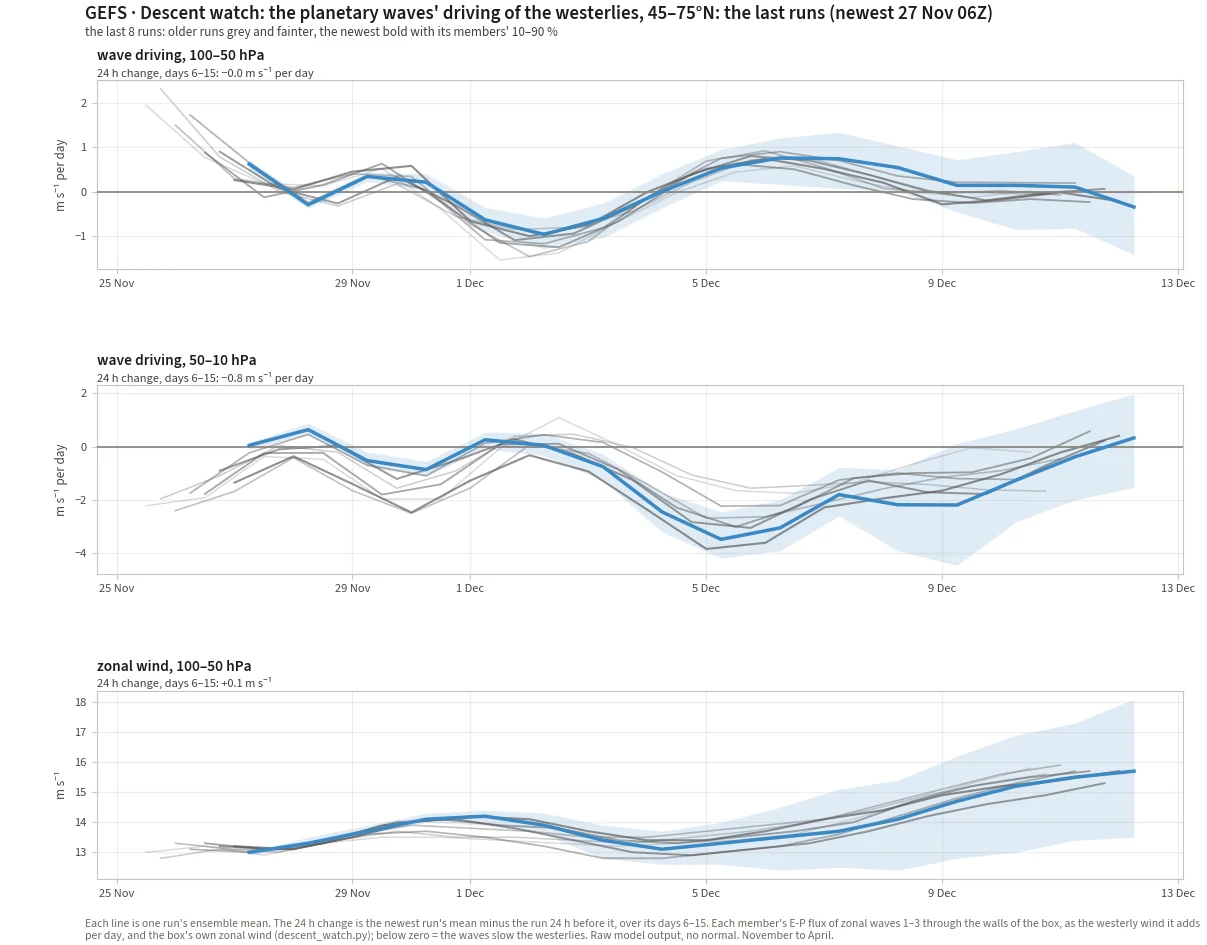 GEFS · Descent watch: the planetary waves' driving of the westerlies, 45–75°N: the last runs (newest 27 Nov 06Z)
the last 8 runs: older runs grey and fainter, the newest bold with its members' 10–90 %
wave driving, 100–50 hPa
24 h change, days 6–15: −0.0 m s⁻¹ per day
m s⁻¹ per day
2
1
0
−1
25 Nov
29 Nov
1 Dec
5 Dec
9 Dec
13 Dec
wave driving, 50–10 hPa
24 h change, days 6–15: −0.8 m s⁻¹ per day
m s⁻¹ per day
2
0
−2
−4
25 Nov
29 Nov
1 Dec
5 Dec
9 Dec
13 Dec
zonal wind, 100–50 hPa
24 h change, days 6–15: +0.1 m s⁻¹
m s⁻¹
18
17
16
15
14
13
25 Nov
29 Nov
1 Dec
5 Dec
9 Dec
13 Dec
Each line is one run's ensemble mean. The 24 h change is the newest run's mean minus the run 24 h before it, over its days 6–15. Each member's E-P flux of zonal waves 1–3 through the walls of the box, as the westerly wind it adds
per day, and the box's own zonal wind (descent_watch.py); below zero = the waves slow the westerlies. Raw model output, no normal. November to April.